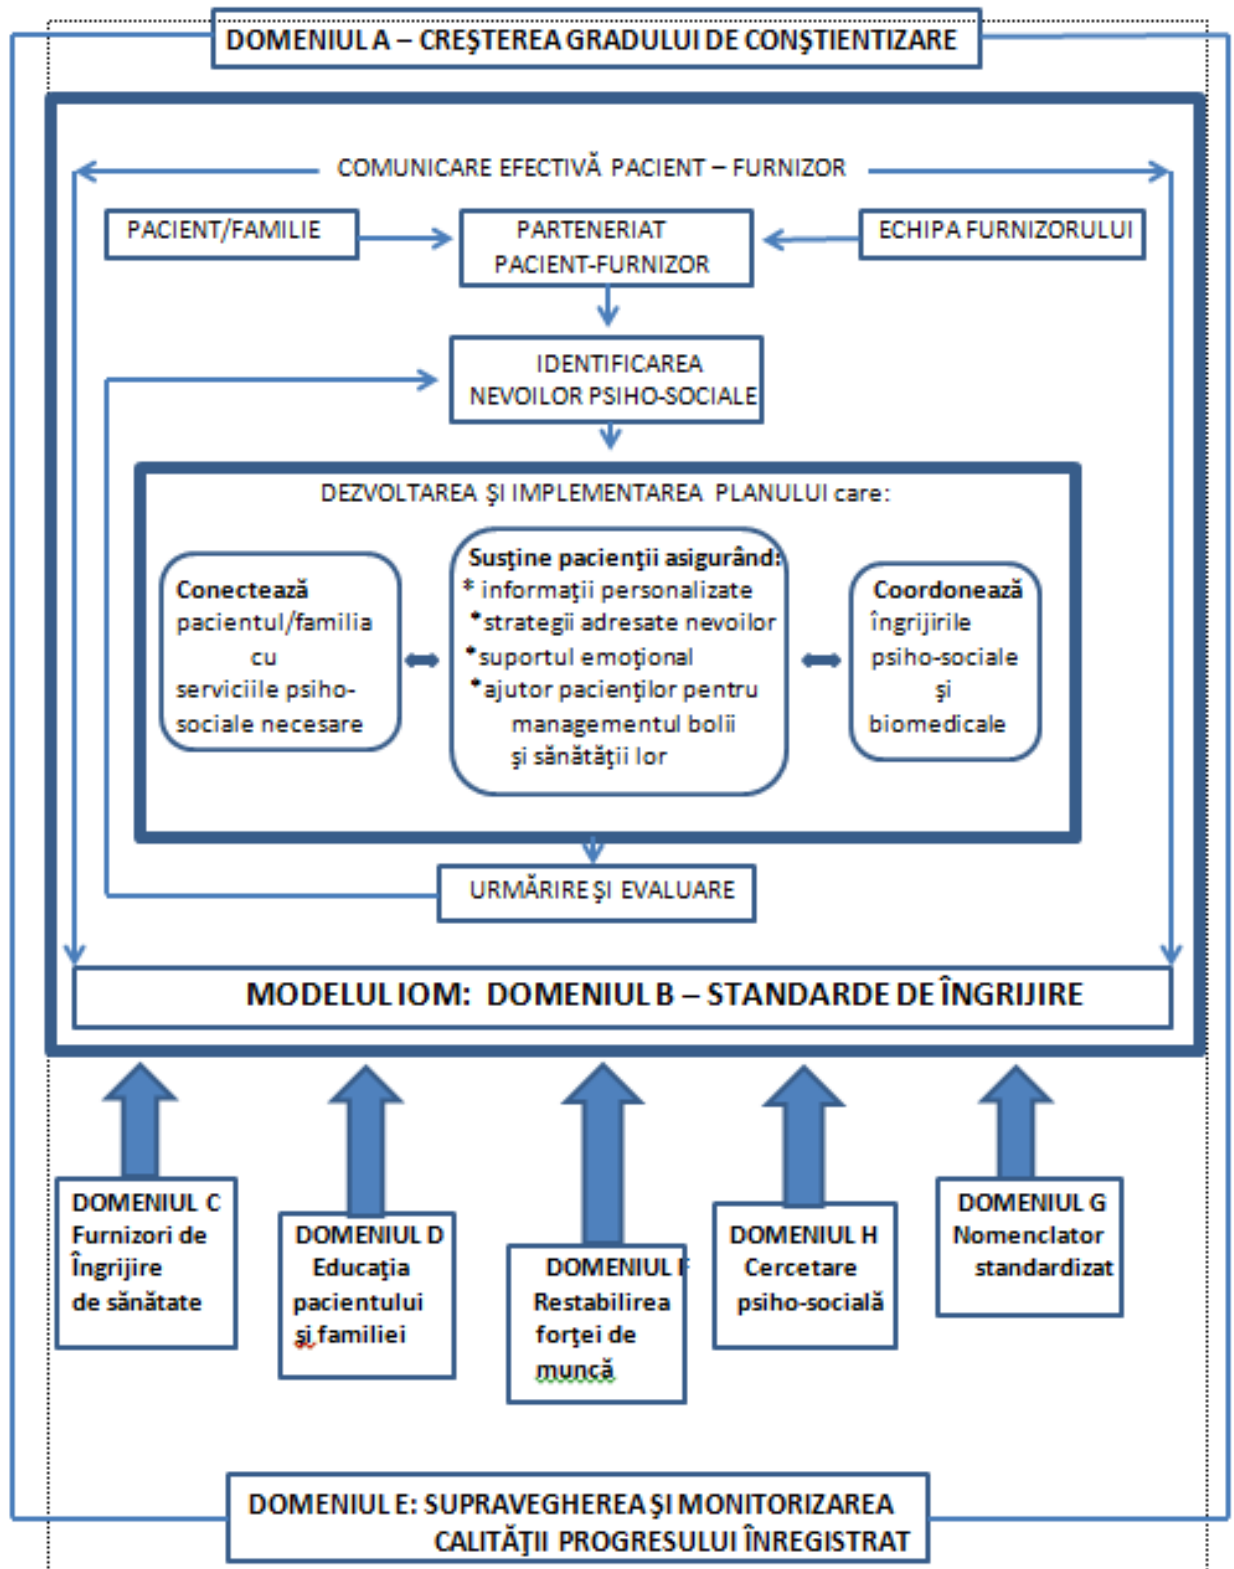 DOMENIUL A – CREŞTEREA GRADULUI DE CONŞTIENTIZARE
COMUNICARE EFECTIVĂ PACIENT – FURNIZOR
PACIENT/FAMILIE
PARTENERIAT
PACIENT-FURNIZOR
ECHIPA FURNIZORULUI
IDENTIFICAREA
NEVOILOR PSIHO-SOCIALE
DEZVOLTAREA ŞI IMPLEMENTAREA PLANULUI care:
Conectează
pacientul/familia
cu
serviciile psiho-
sociale necesare
Susţine pacienţii asigurând:
* informaţii personalizate
*strategii adresate nevoilor
*suportul emoţional
*ajutor pacienţilor pentru
managementul bolii
şi sănătăţii lor
Coordonează
îngrijirile
psiho-sociale
şi
biomedicale
URMĂRIRE ŞI EVALUARE
MODELUL IOM: DOMENIUL B – STANDARDE DE ÎNGRIJIRE
DOMENIUL C
Furnizori de
Îngrijire
de sănătate
DOMENIUL D
Educaţia
pacientului
şi familiei
DOMENIUL F
Restabilirea
forţei de
muncă
DOMENIUL H
Cercetare
psiho-socială
DOMENIUL G
Nomenclator
standardizat
DOMENIUL E: SUPRAVEGHEREA ŞI MONITORIZAREA
CALITĂŢII PROGRESULUI ÎNREGISTRAT